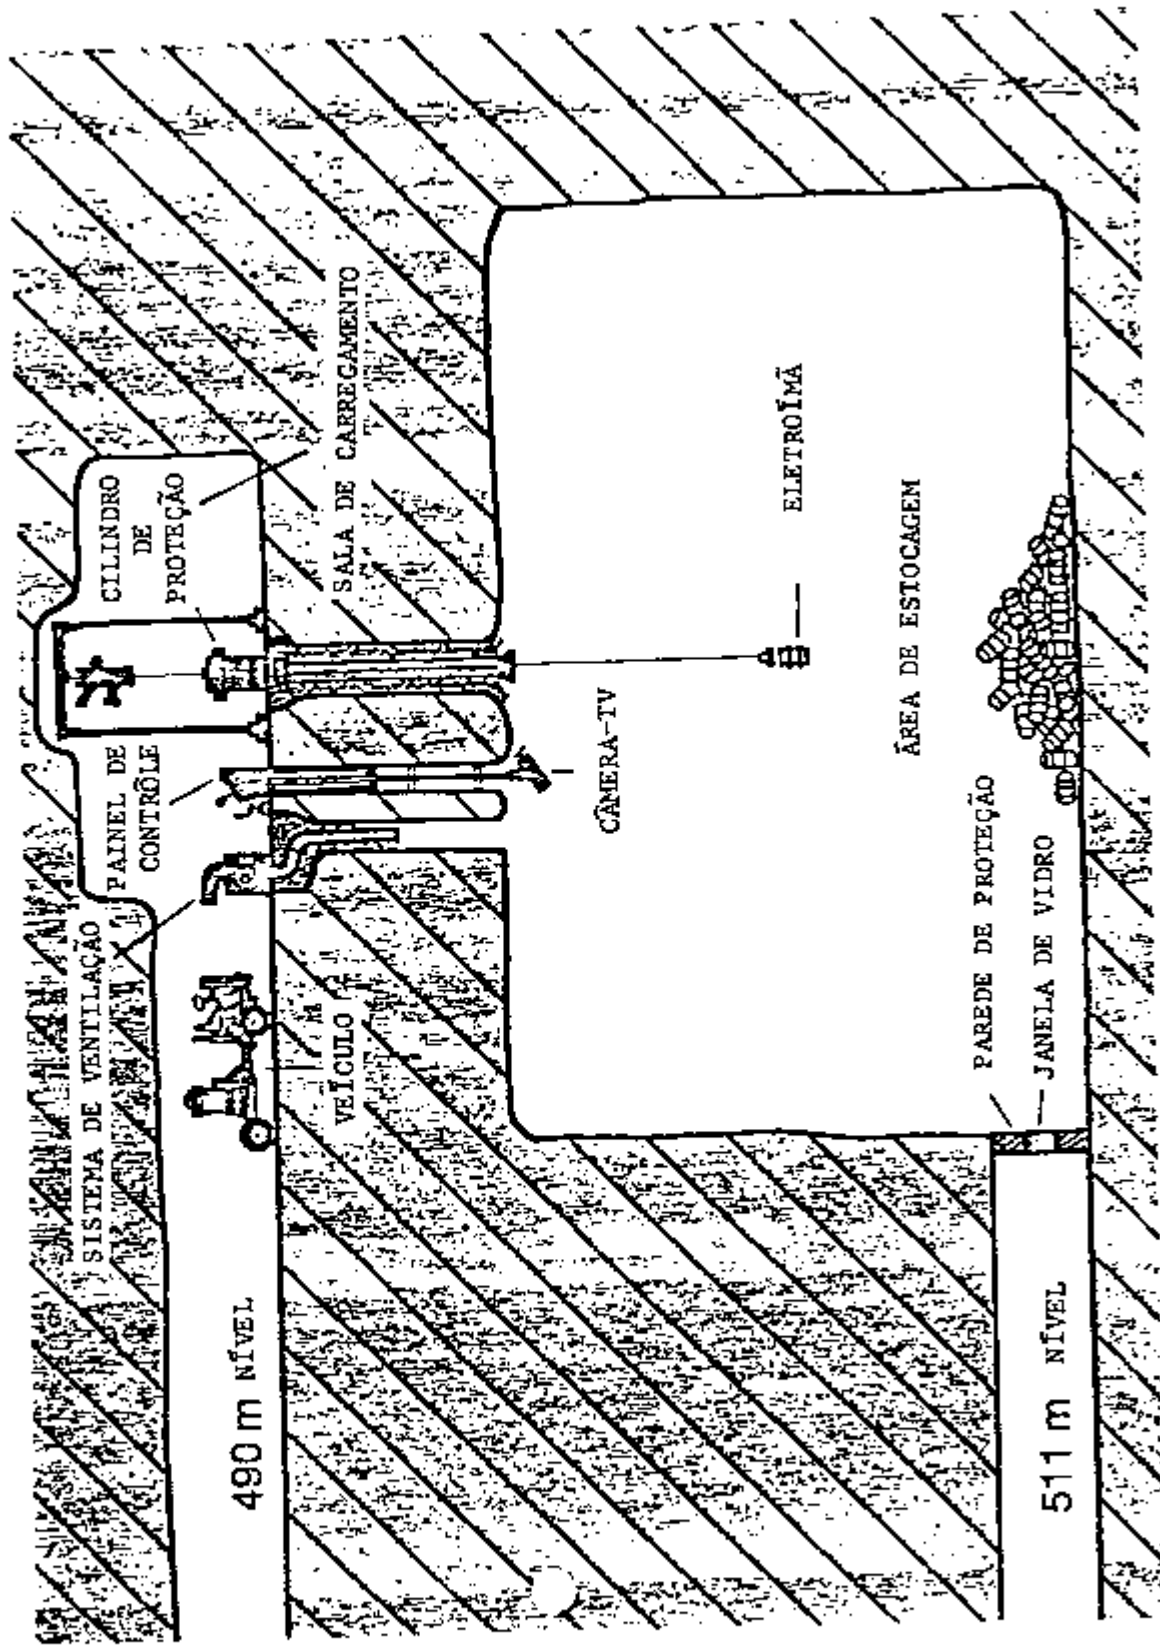 CILINDRO
DE
PROTEÇÃO
PAINEL DE
CONTRÔLE
SISTEMA DE VENTILAÇÃO
SALA DE CARREGAMENTO
VEÍCULO
490 m NÍVEL
CÂMERA-TV
ELETROÍMÃ
ÁREA DE ESTOCAGEM
PAREDE DE PROTEÇÃO
JANELA DE VIDRO
511 m NÍVEL